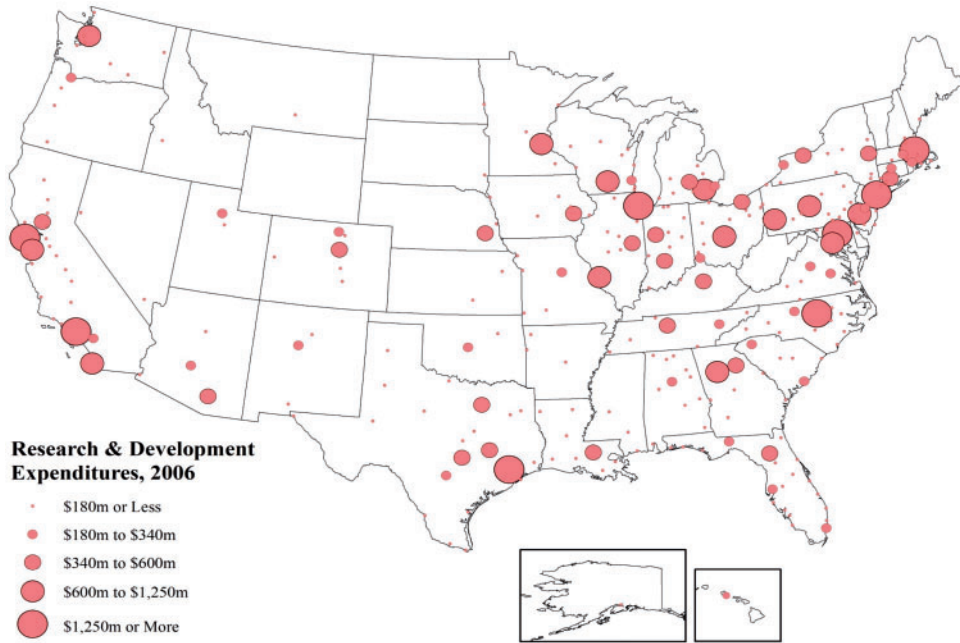 Research & Development
Expenditures, 2006
$180m or Less
$180m to $340m
$340m to $600m
$600m to $1,250m
$1,250m or More